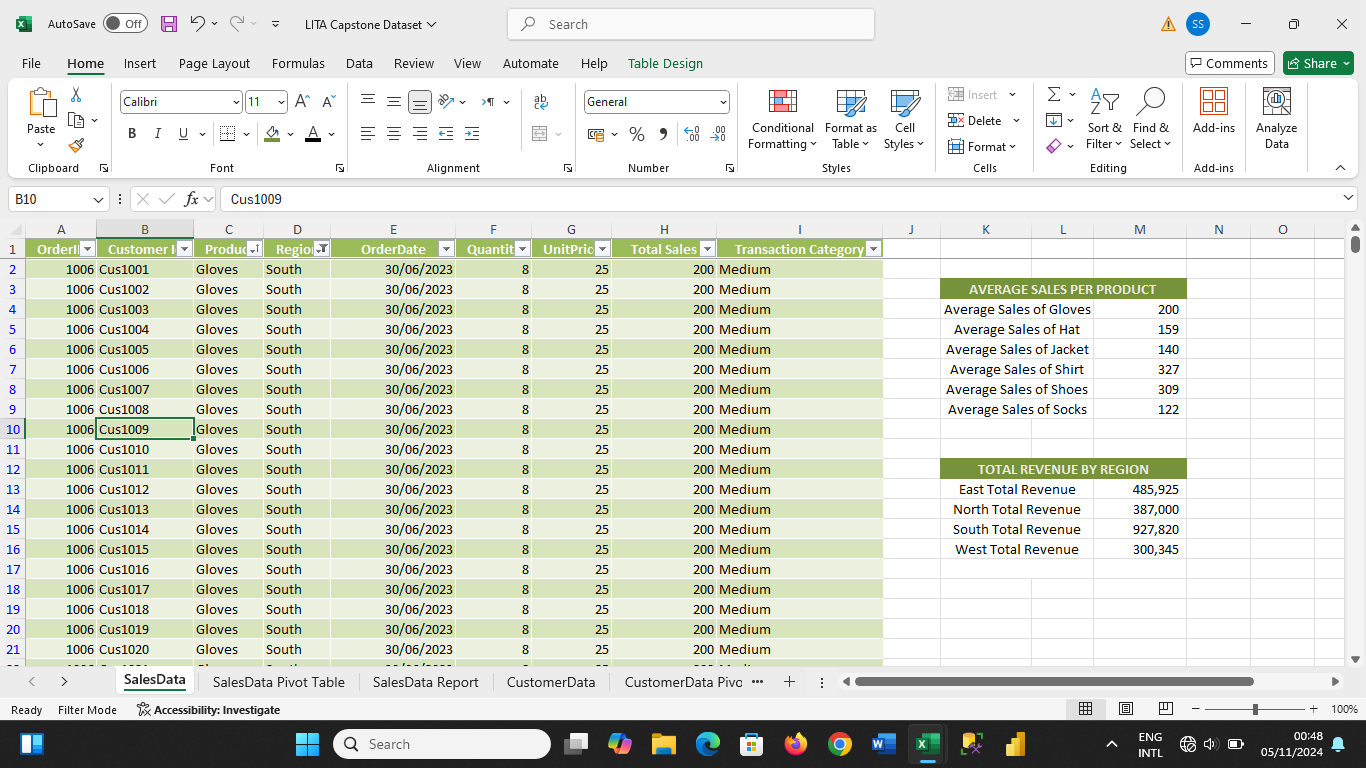 AutoSave Off LITA Capstone Dataset Search SS
File Home Insert Page Layout Formulas Data Review View Automate Help Table Design Comments Share
Calibri 11 ab General Insert
Paste Conditional Format as Cell Delete Sort & Find & Add-ins Analyze
B I U A % Formatting Table Styles Format Filter Select Data
Clipboard Font Alignment Number Styles Cells Editing Add-ins
B10 fx Cus1009
A B C D E F G H I J K L M N O
1 OrderI Customer I Produc Regio OrderDate Quantit UnitPric Total Sales Transaction Category
2 1006 Cus1001 Gloves South 30/06/2023 8 25 200 Medium
3 1006 Cus1002 Gloves South 30/06/2023 8 25 200 Medium AVERAGE SALES PER PRODUCT
4 1006 Cus1003 Gloves South 30/06/2023 8 25 200 Medium Average Sales of Gloves 200
5 1006 Cus1004 Gloves South 30/06/2023 8 25 200 Medium Average Sales of Hat 159
6 1006 Cus1005 Gloves South 30/06/2023 8 25 200 Medium Average Sales of Jacket 140
7 1006 Cus1006 Gloves South 30/06/2023 8 25 200 Medium Average Sales of Shirt 327
8 1006 Cus1007 Gloves South 30/06/2023 8 25 200 Medium Average Sales of Shoes 309
9 1006 Cus1008 Gloves South 30/06/2023 8 25 200 Medium Average Sales of Socks 122
10 1006 Cus1009 Gloves South 30/06/2023 8 25 200 Medium
11 1006 Cus1010 Gloves South 30/06/2023 8 25 200 Medium
12 1006 Cus1011 Gloves South 30/06/2023 8 25 200 Medium TOTAL REVENUE BY REGION
13 1006 Cus1012 Gloves South 30/06/2023 8 25 200 Medium East Total Revenue 485,925
14 1006 Cus1013 Gloves South 30/06/2023 8 25 200 Medium North Total Revenue 387,000
15 1006 Cus1014 Gloves South 30/06/2023 8 25 200 Medium South Total Revenue 927,820
16 1006 Cus1015 Gloves South 30/06/2023 8 25 200 Medium West Total Revenue 300,345
17 1006 Cus1016 Gloves South 30/06/2023 8 25 200 Medium
18 1006 Cus1017 Gloves South 30/06/2023 8 25 200 Medium
19 1006 Cus1018 Gloves South 30/06/2023 8 25 200 Medium
20 1006 Cus1019 Gloves South 30/06/2023 8 25 200 Medium
21 1006 Cus1020 Gloves South 30/06/2023 8 25 200 Medium
SalesData SalesData Pivot Table SalesData Report CustomerData CustomerData Pivo ...
Ready Filter Mode Accessibility: Investigate 100%
Search ENG 00:48
INTL 05/11/2024